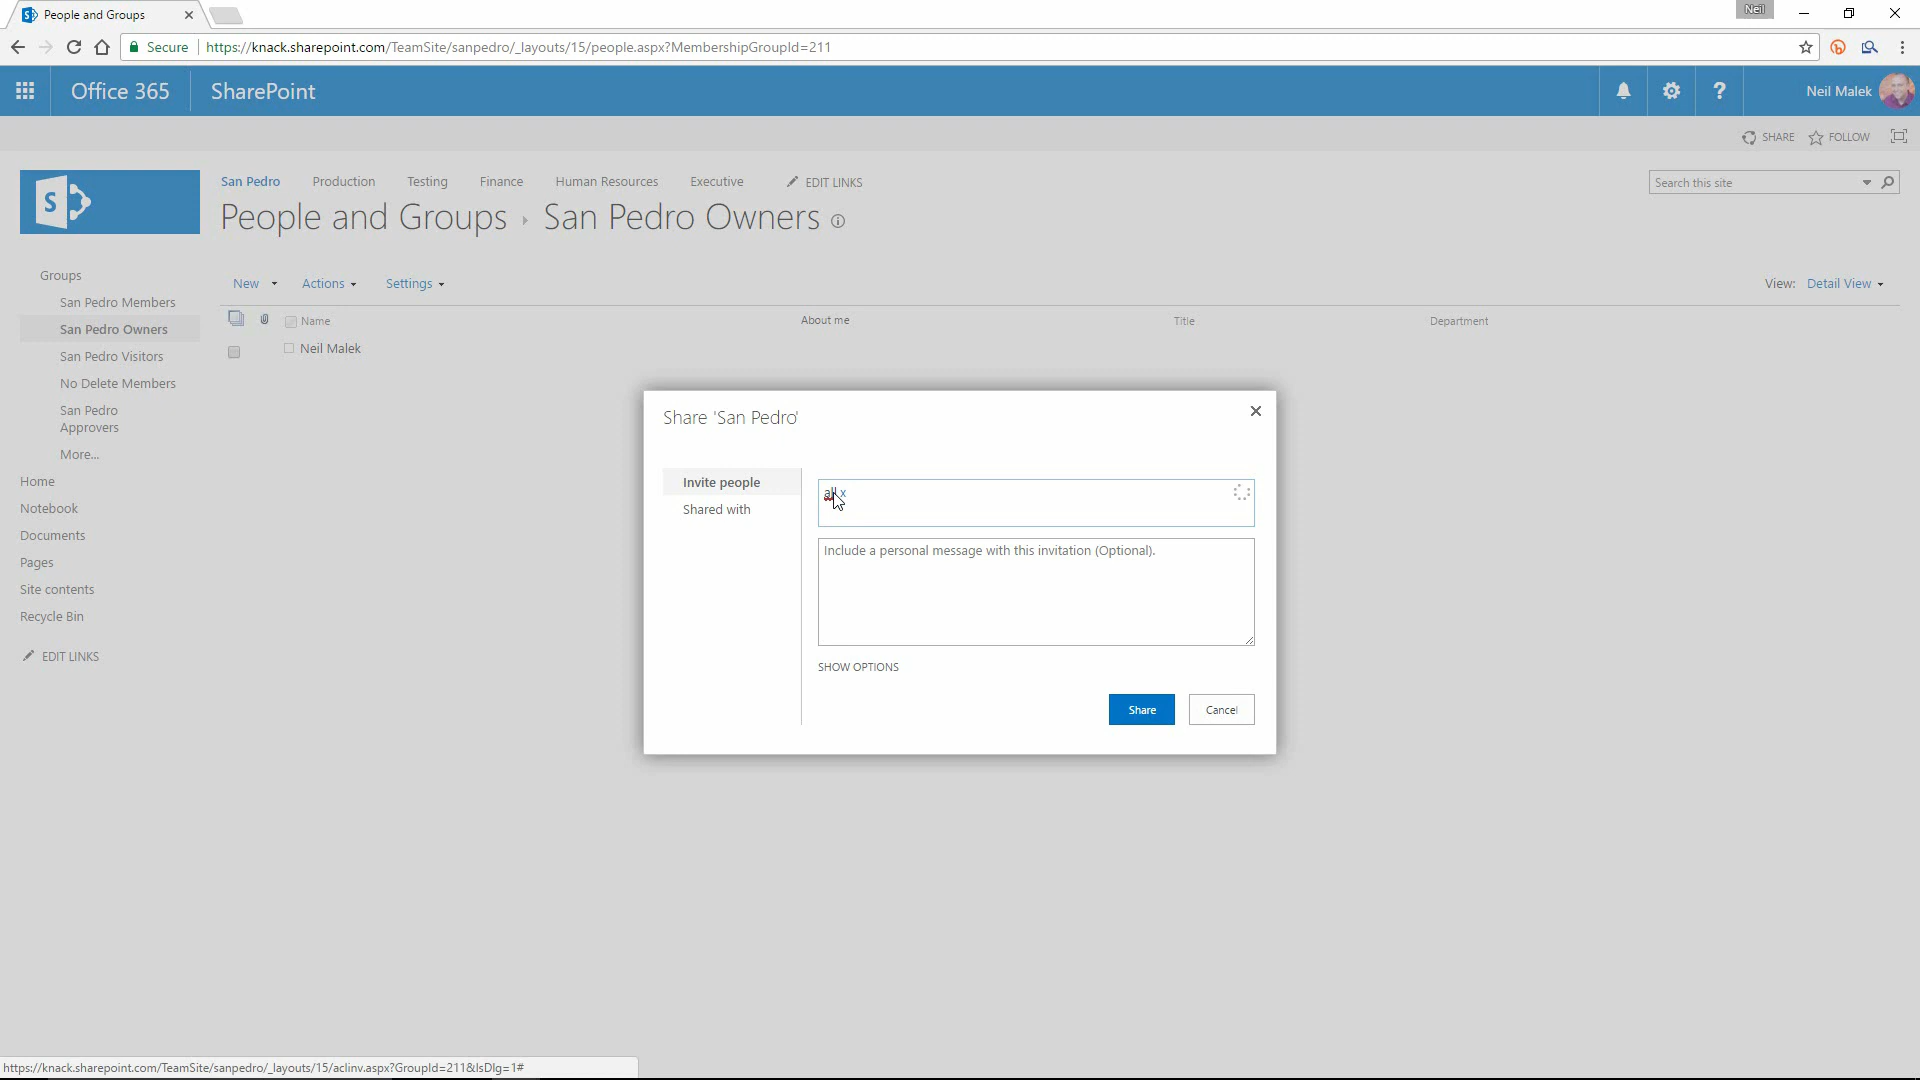 People and Groups
Neil
Secure https://knack.sharepoint.com/TeamSite/sanpedro/_layouts/15/people.aspx?MembershipGroupId=211
Office 365 SharePoint ? Neil Malek
SHARE FOLLOW
S San Pedro Production Testing Finance Human Resources Executive EDIT LINKS Search this site
People and Groups San Pedro Owners
Groups
San Pedro Members
San Pedro Owners
San Pedro Visitors
No Delete Members
San Pedro
Approvers
More...
Home
Notebook
Documents
Pages
Site contents
Recycle Bin
EDIT LINKS
New Actions Settings View: Detail View
Name About me Title Department
Neil Malek
Share 'San Pedro'
Invite people
Shared with
all x
Include a personal message with this invitation (Optional).
SHOW OPTIONS
Share Cancel
https://knack.sharepoint.com/TeamSite/sanpedro/_layouts/15/aclinv.aspx?GroupId=211&IsDlg=1#